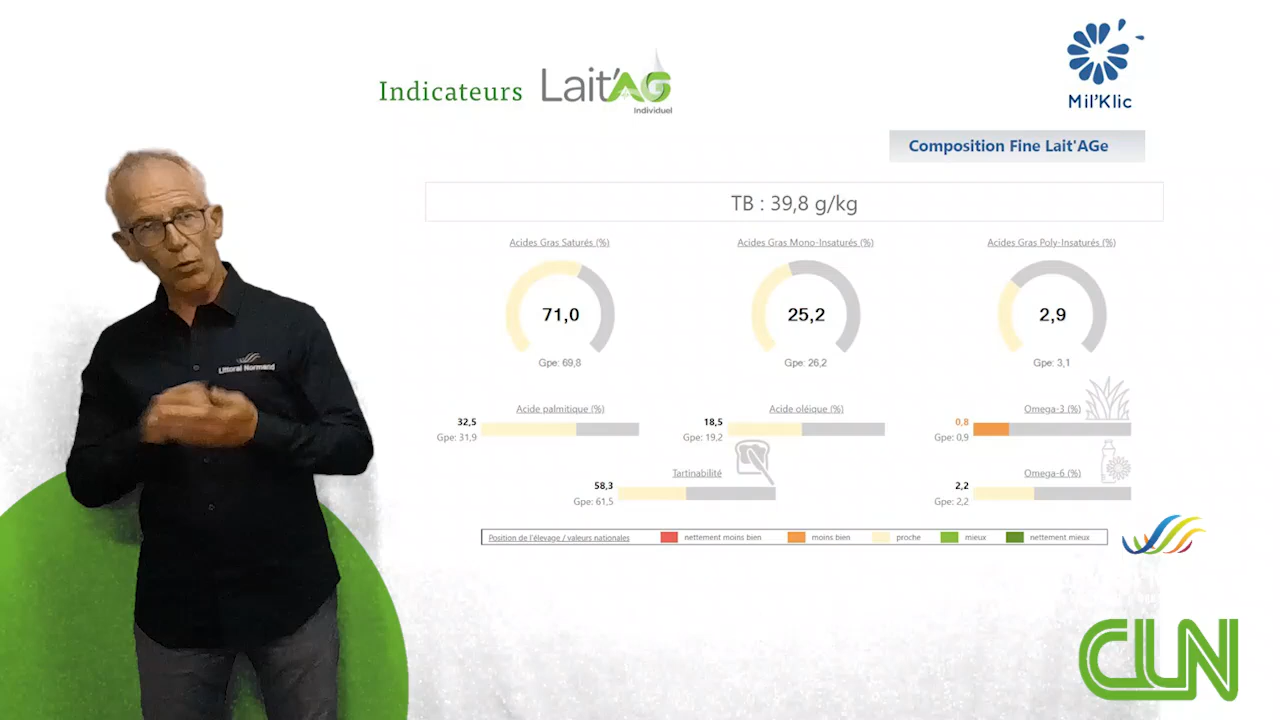 Indicateurs Lait'AG
Individuel
Mil'Klic
Composition Fine Lait'AGe
TB : 39,8 g/kg
Acides Gras Saturés (%)
71,0
Gpe: 69,8
Acides Gras Mono-Insaturés (%)
25,2
Gpe: 26,2
Acides Gras Poly-Insaturés (%)
2,9
Gpe: 3,1
Acide palmitique (%)
32,5
Gpe: 31,9
Acide oléique (%)
18,5
Gpe: 19,2
Omega-3 (%)
0,8
Gpe: 0,9
Tartinabilité
58,3
Gpe: 61,5
Omega-6 (%)
2,2
Gpe: 2,2
Position de l'élevage / valeurs nationales nettement moins bien moins bien proche mieux nettement mieux
Littoral Normand
CLN